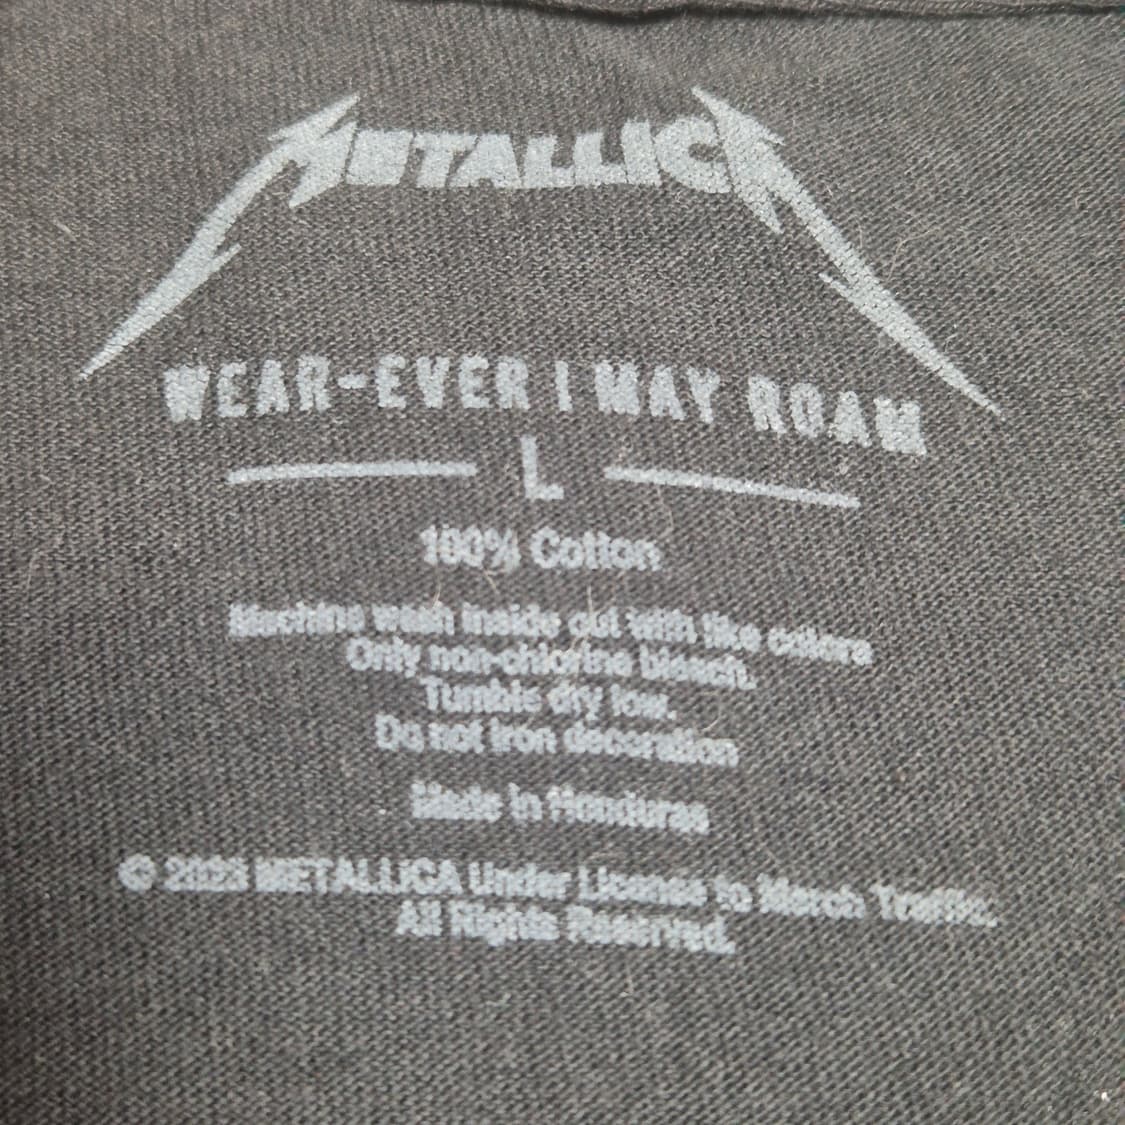 METALLICA
WEAR-EVER I MAY ROAM
L
100% Cotton
Machine wash inside out with like colors
Only non-chlorine bleach.
Tumble dry low.
Do not iron decoration
Made in Honduras
© METALLICA Under License to Merch Traffic.
All Rights Reserved.